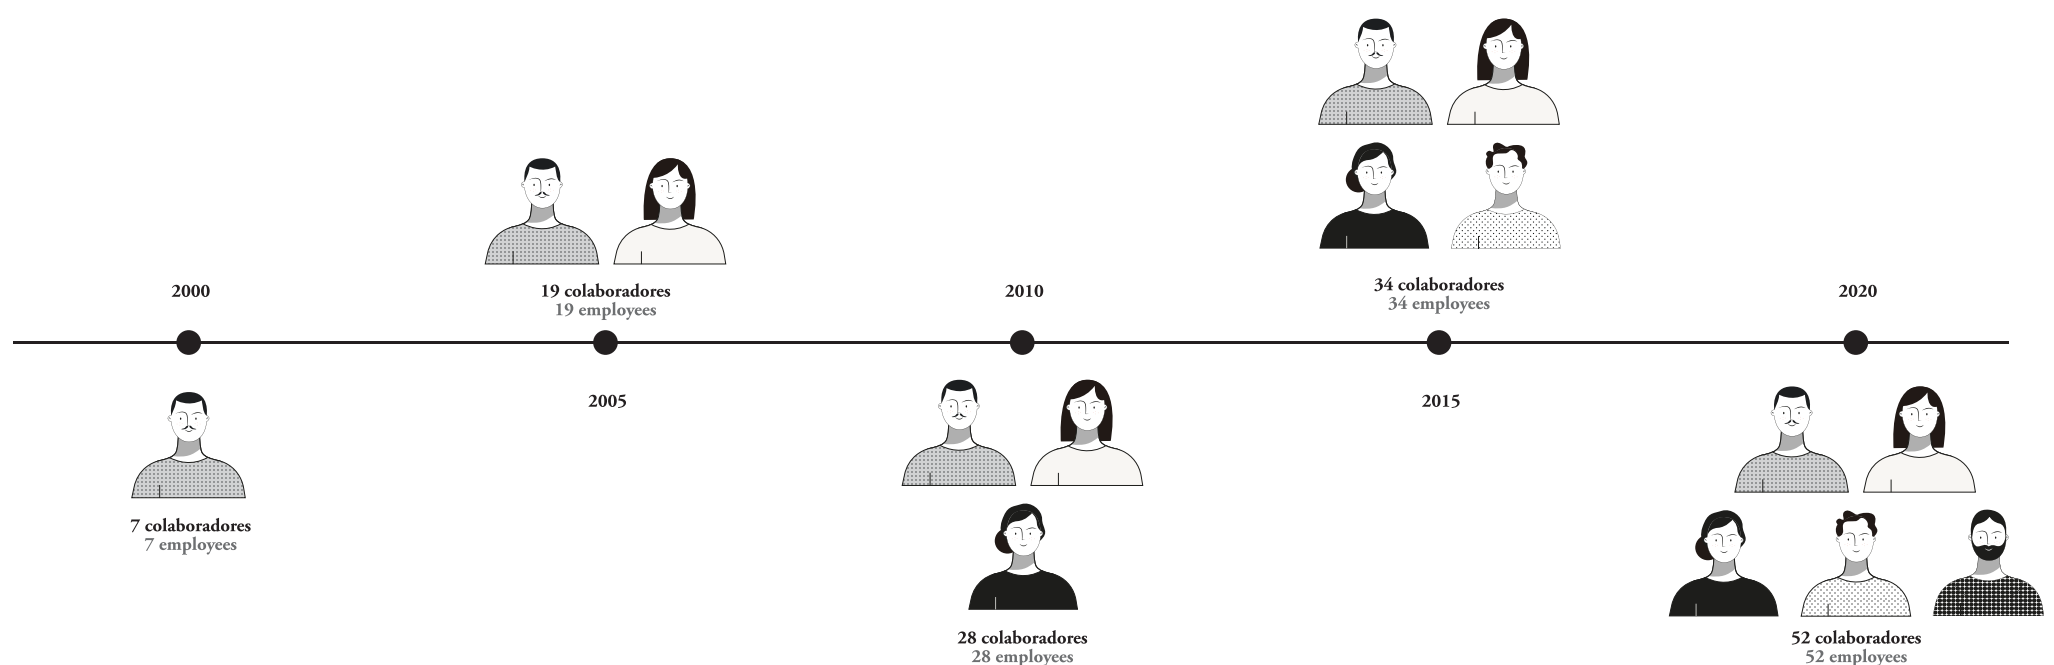 2000
7 colaboradores
7 employees
19 colaboradores
19 employees
2005
2010
28 colaboradores
28 employees
34 colaboradores
34 employees
2015
2020
52 colaboradores
52 employees